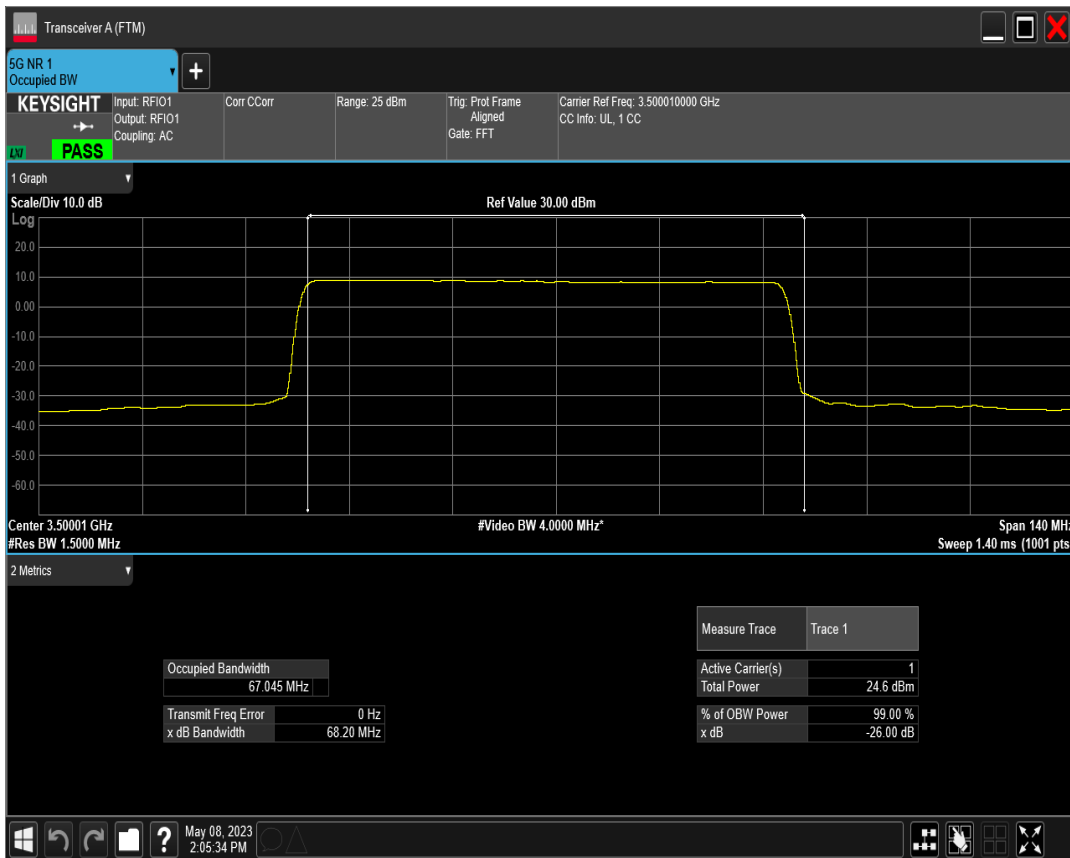 Transceiver A (FTM)
5G NR 1
Occupied BW
+
KEYSIGHT
LXI
PASS
Input: RFIO1
Output: RFIO1
Coupling: AC
Corr CCorr
Range: 25 dBm
Trig: Prot Frame
Aligned
Gate: FFT
Carrier Ref Freq: 3.500010000 GHz
CC Info: UL, 1 CC
1 Graph
Scale/Div 10.0 dB
Ref Value 30.00 dBm
Log
20.0
10.0
0.00
-10.0
-20.0
-30.0
-40.0
-50.0
-60.0
Center 3.50001 GHz
#Video BW 4.0000 MHz*
Span 140 MHz
#Res BW 1.5000 MHz
Sweep 1.40 ms (1001 pts
2 Metrics
Measure Trace Trace 1
Occupied Bandwidth
67.045 MHz
Transmit Freq Error 0 Hz
x dB Bandwidth 68.20 MHz
Active Carrier(s) 1
Total Power 24.6 dBm
% of OBW Power 99.00 %
x dB -26.00 dB
?
May 08, 2023
2:05:34 PM